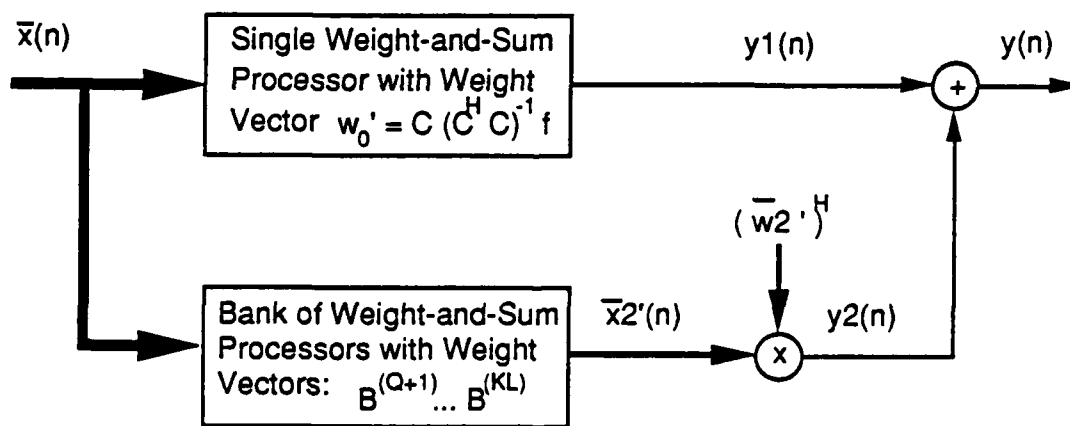 x̅(n)
Single Weight-and-Sum
Processor with Weight
Vector w₀' = C (Cᴴ C)⁻¹ f
y1(n)
+
y(n)
(w̅2')ᴴ
Bank of Weight-and-Sum
Processors with Weight
Vectors: B⁽Q+1⁾... B⁽KL⁾
x̅2'(n)
x
y2(n)